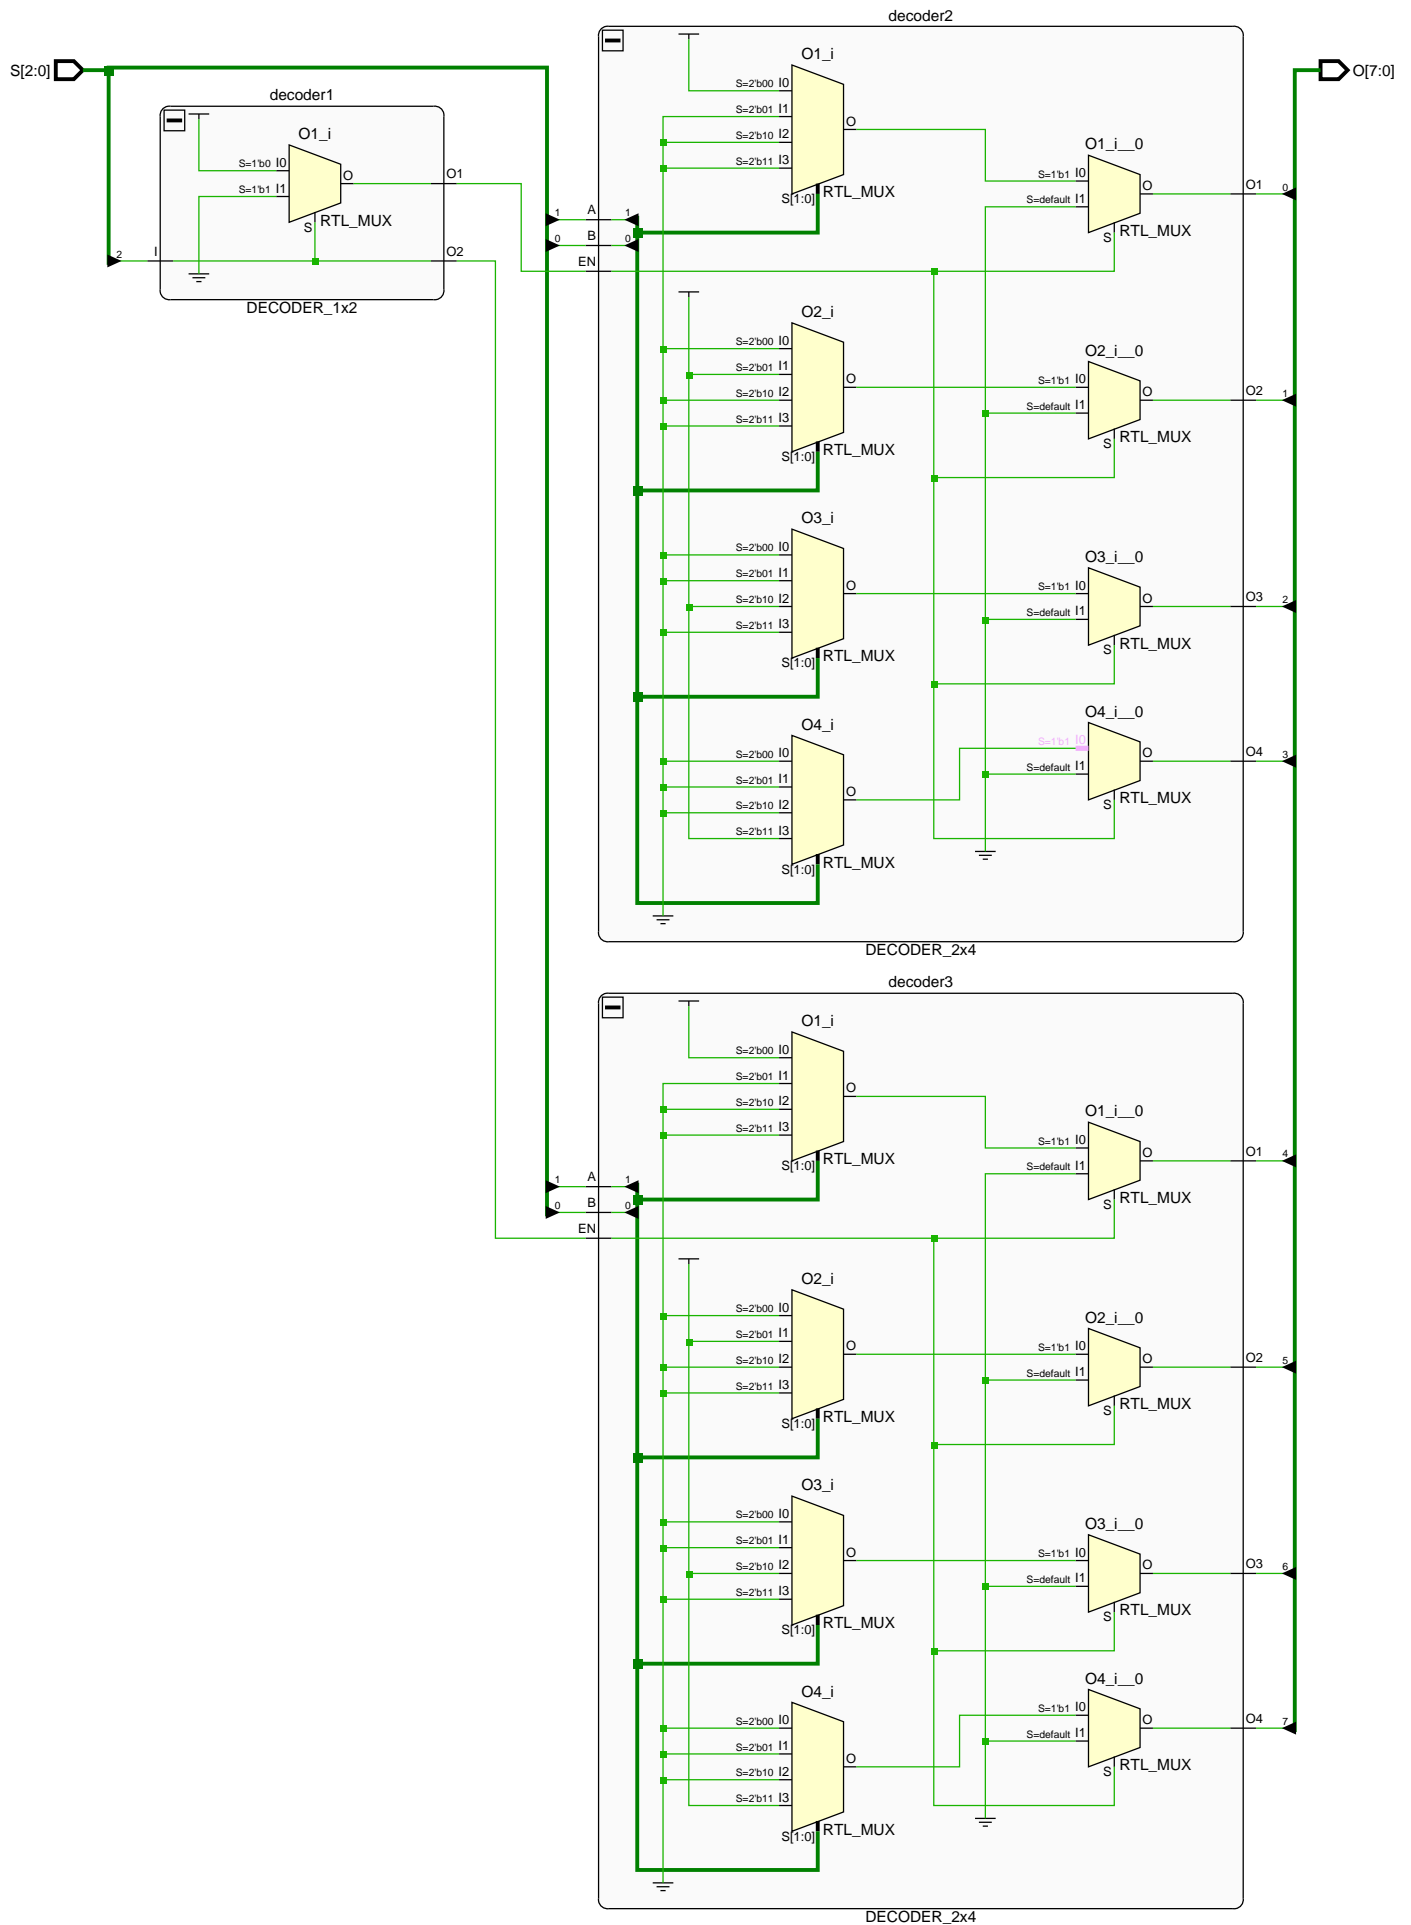 S[2:0]
O[7:0]
decoder1
O1_i
S=1'b0 I0
S=1'b1 I1
O
S
RTL_MUX
2
I
O1
O2
DECODER_1x2
decoder2
1
0
A
B
EN
1
0
O1_i
S=2'b00 I0
S=2'b01 I1
S=2'b10 I2
S=2'b11 I3
S[1:0]
O
RTL_MUX
O1_i__0
S=1'b1 I0
S=default I1
O
S
RTL_MUX
O1
0
O2_i
S=2'b00 I0
S=2'b01 I1
S=2'b10 I2
S=2'b11 I3
S[1:0]
O
RTL_MUX
O2_i__0
S=1'b1 I0
S=default I1
O
S
RTL_MUX
O2
1
O3_i
S=2'b00 I0
S=2'b01 I1
S=2'b10 I2
S=2'b11 I3
S[1:0]
O
RTL_MUX
O3_i__0
S=1'b1 I0
S=default I1
O
S
RTL_MUX
O3
2
O4_i
S=2'b00 I0
S=2'b01 I1
S=2'b10 I2
S=2'b11 I3
S[1:0]
O
RTL_MUX
O4_i__0
S=1'b1 I0
S=default I1
O
S
RTL_MUX
O4
3
DECODER_2x4
decoder3
1
0
A
B
EN
1
0
O1_i
S=2'b00 I0
S=2'b01 I1
S=2'b10 I2
S=2'b11 I3
S[1:0]
O
RTL_MUX
O1_i__0
S=1'b1 I0
S=default I1
O
S
RTL_MUX
O1
4
O2_i
S=2'b00 I0
S=2'b01 I1
S=2'b10 I2
S=2'b11 I3
S[1:0]
O
RTL_MUX
O2_i__0
S=1'b1 I0
S=default I1
O
S
RTL_MUX
O2
5
O3_i
S=2'b00 I0
S=2'b01 I1
S=2'b10 I2
S=2'b11 I3
S[1:0]
O
RTL_MUX
O3_i__0
S=1'b1 I0
S=default I1
O
S
RTL_MUX
O3
6
O4_i
S=2'b00 I0
S=2'b01 I1
S=2'b10 I2
S=2'b11 I3
S[1:0]
O
RTL_MUX
O4_i__0
S=1'b1 I0
S=default I1
O
S
RTL_MUX
O4
7
DECODER_2x4